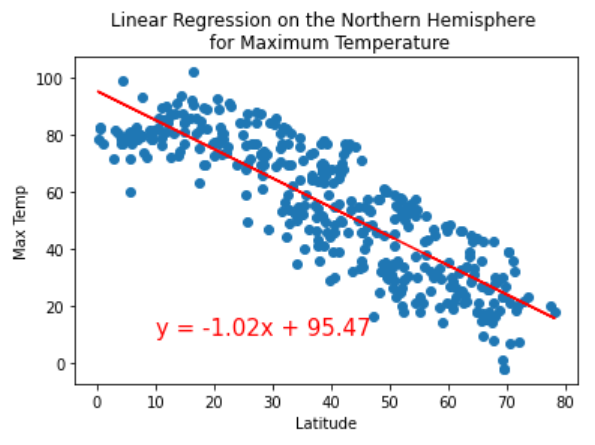 Linear Regression on the Northern Hemisphere
for Maximum Temperature
100
80
60
40
20
0
Max Temp
y = -1.02x + 95.47
0 10 20 30 40 50 60 70 80
Latitude